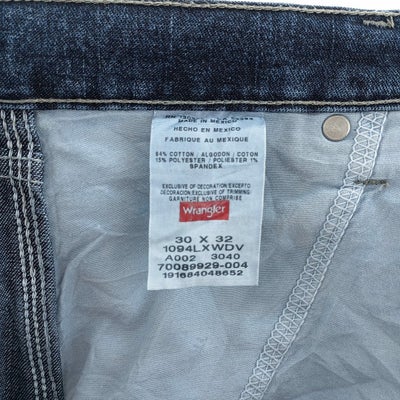 MADE IN MEXICO
HECHO EN MEXICO
FABRIQUE AU MEXIQUE
84% COTTON / ALGODON / COTON
15% POLYESTER / POLIESTER 1%
SPANDEX
EXCLUSIVE OF DECORATION EXCEPTO
DECORACION EXCLUSIVE OF TRIMMING
GARNITURE NON COMPRISE
Wrangler
30 X 32
1094LXWDV
A002 3040
70089929-004
191684048652